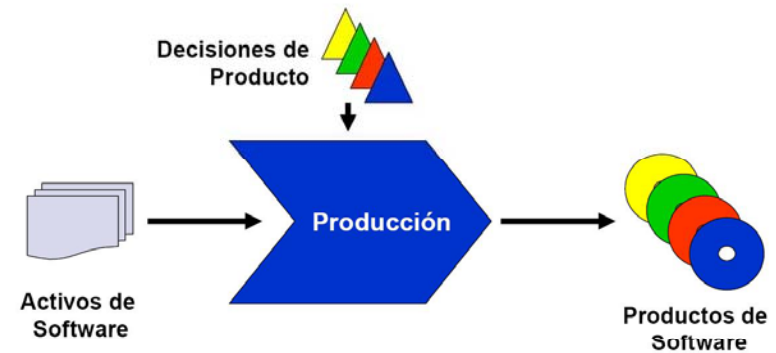 Decisiones de
Producto
Producción
Activos de
Software
Productos de
Software